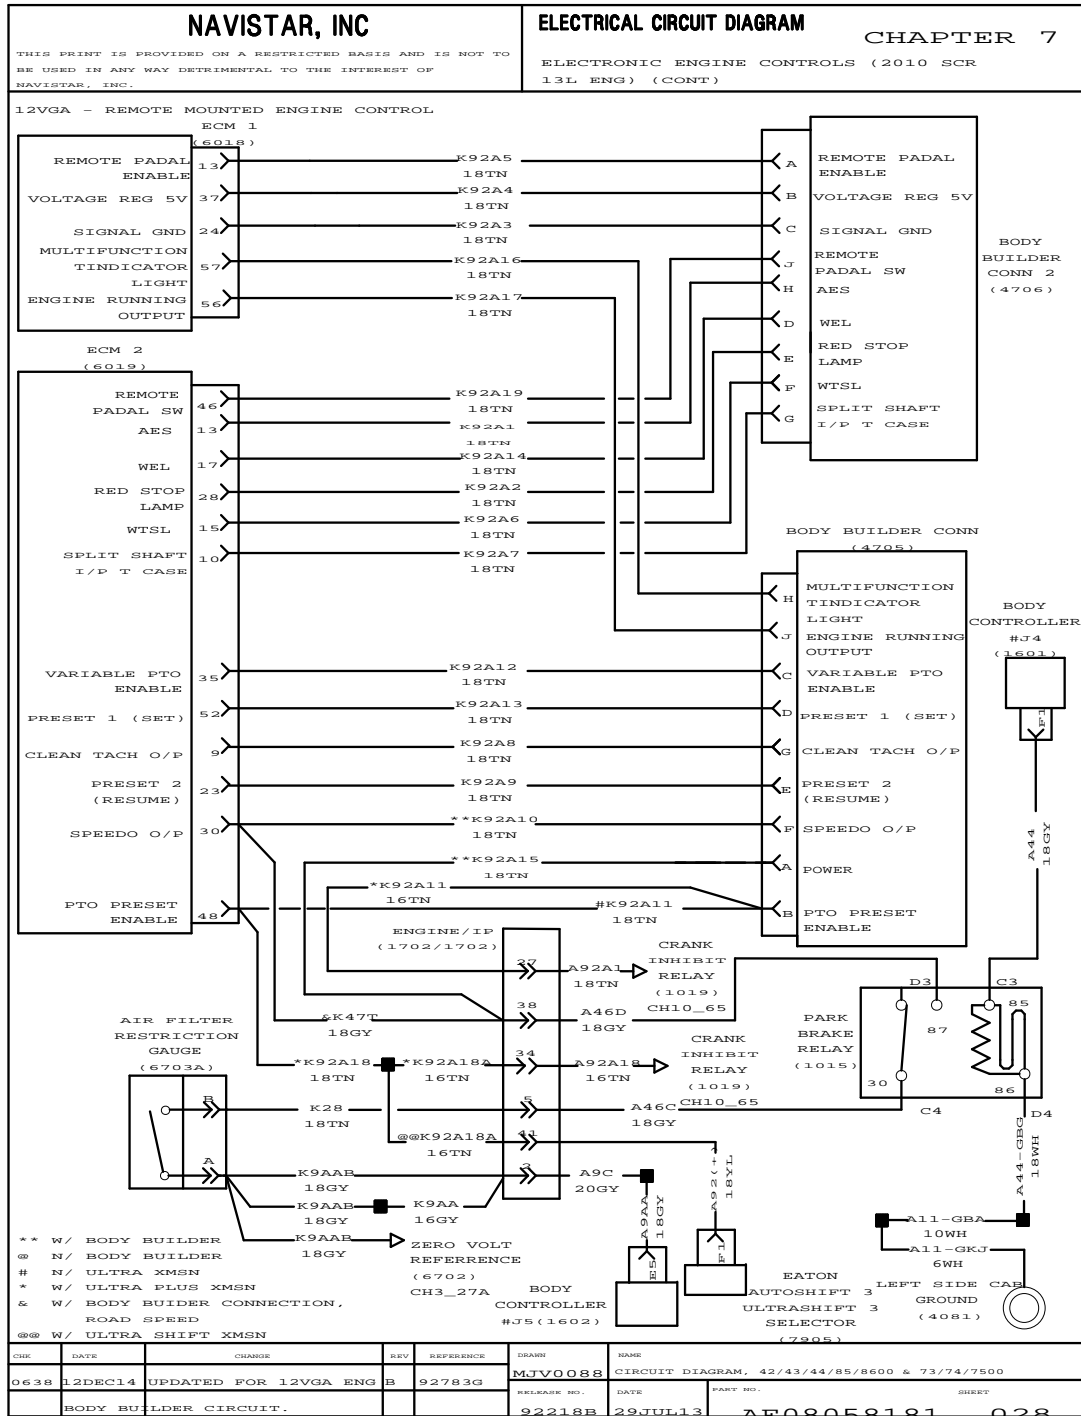 NAVISTAR, INC
THIS PRINT IS PROVIDED ON A RESTRICTED BASIS AND IS NOT TO
BE USED IN ANY WAY DETRIMENTAL TO THE INTEREST OF
NAVISTAR, INC.
ELECTRICAL CIRCUIT DIAGRAM
CHAPTER 7
ELECTRONIC ENGINE CONTROLS (2010 SCR
13L ENG) (CONT)
12VGA - REMOTE MOUNTED ENGINE CONTROL
ECM 1
(6018)
REMOTE PADAL
ENABLE
13
VOLTAGE REG 5V
37
SIGNAL GND
24
MULTIFUNCTION
TINDICATOR
LIGHT
57
ENGINE RUNNING
OUTPUT
56
K92A5
18TN
K92A4
18TN
K92A3
18TN
K92A16
18TN
K92A17
18TN
A
REMOTE PADAL
ENABLE
B
VOLTAGE REG 5V
C
SIGNAL GND
J
REMOTE
PADAL SW
H
AES
D
WEL
E
RED STOP
LAMP
F
WTSL
G
SPLIT SHAFT
I/P T CASE
BODY
BUILDER
CONN 2
(4706)
ECM 2
(6019)
REMOTE
PADAL SW
46
AES
13
WEL
17
RED STOP
LAMP
28
WTSL
15
SPLIT SHAFT
I/P T CASE
10
K92A19
18TN
K92A1
18TN
K92A14
18TN
K92A2
18TN
K92A6
18TN
K92A7
18TN
VARIABLE PTO
ENABLE
35
PRESET 1 (SET)
52
CLEAN TACH O/P
9
PRESET 2
(RESUME)
23
SPEEDO O/P
30
PTO PRESET
ENABLE
48
K92A12
18TN
K92A13
18TN
K92A8
18TN
K92A9
18TN
**K92A10
18TN
**K92A15
18TN
*K92A11
16TN
#K92A11
18TN
BODY BUILDER CONN
(4705)
H
MULTIFUNCTION
TINDICATOR
LIGHT
J
ENGINE RUNNING
OUTPUT
C
VARIABLE PTO
ENABLE
D
PRESET 1 (SET)
G
CLEAN TACH O/P
E
PRESET 2
(RESUME)
F
SPEEDO O/P
A
POWER
B
PTO PRESET
ENABLE
BODY
CONTROLLER
#J4
(1601)
F1
A44
18GY
ENGINE/IP
(1702/1702)
27
38
34
5
41
2
A92A1
18TN
CRANK
INHIBIT
RELAY
(1019)
CH10_65
A46D
18GY
A92A18
16TN
CRANK
INHIBIT
RELAY
(1019)
CH10_65
A46C
18GY
A9C
20GY
&K47T
18GY
*K92A18
18TN
*K92A18A
16TN
K28
18TN
@@K92A18A
16TN
K9AAB
18GY
K9AAB
18GY
K9AA
16GY
K9AAB
18GY
ZERO VOLT
REFERRENCE
(6702)
CH3_27A
AIR FILTER
RESTRICTION
GAUGE
(6703A)
B
A
PARK
BRAKE
RELAY
(1015)
D3
C3
85
87
30
86
C4
D4
A44-GBG
18WH
A11-GBA
10WH
A11-GKJ
6WH
LEFT SIDE CAB
GROUND
(4081)
A9AA
18GY
E5
A92(+)
18YL
F1
BODY
CONTROLLER
#J5(1602)
EATON
AUTOSHIFT 3
ULTRASHIFT 3
SELECTOR
(7905)
** W/ BODY BUILDER
@ N/ BODY BUILDER
# N/ ULTRA XMSN
* W/ ULTRA PLUS XMSN
& W/ BODY BUIDER CONNECTION,
ROAD SPEED
@@ W/ ULTRA SHIFT XMSN
CHK DATE CHANGE REV REFERENCE
0638 12DEC14 UPDATED FOR 12VGA ENG B 92783G
BODY BUILDER CIRCUIT.
DRAWN
MJV0088
NAME
CIRCUIT DIAGRAM, 42/43/44/85/8600 & 73/74/7500
RELEASE NO.
92218B
DATE
29JUL13
PART NO.
AF08058181
SHEET
028